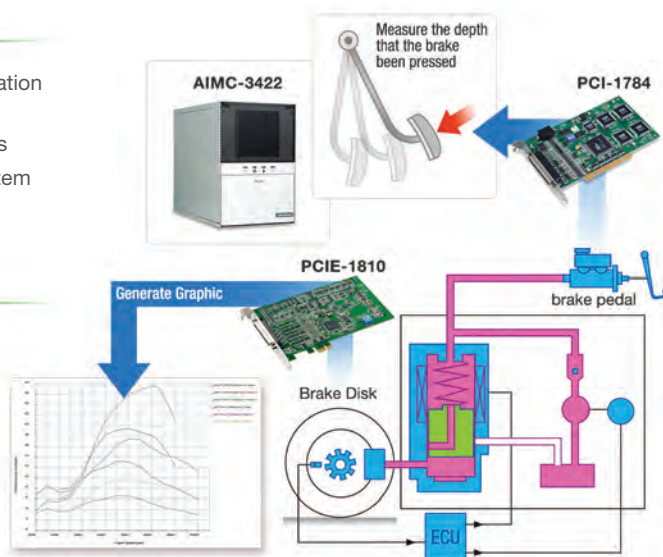 ation
s
tem
AIMC-3422
Measure the depth
that the brake
been pressed
PCI-1784
PCIE-1810
Generate Graphic
brake pedal
Brake Disk
ECU